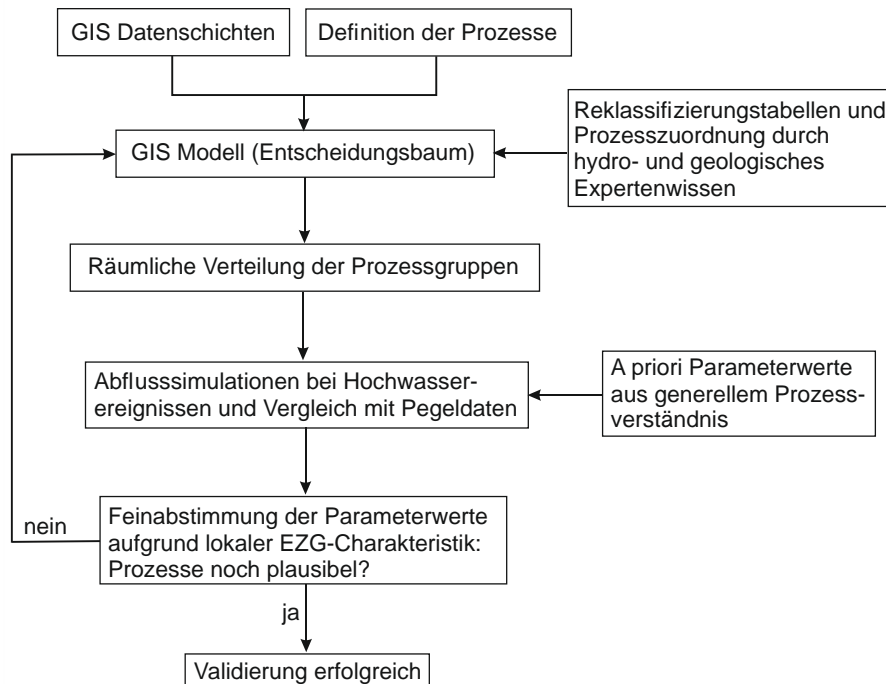 GIS Datenschichten
Definition der Prozesse
Reklassifizierungstabellen und
Prozesszuordnung durch
hydro- und geologisches
Expertenwissen
GIS Modell (Entscheidungsbaum)
Räumliche Verteilung der Prozessgruppen
Abflusssimulationen bei Hochwasser-
ereignissen und Vergleich mit Pegeldaten
A priori Parameterwerte
aus generellem Prozess-
verständnis
Feinabstimmung der Parameterwerte
aufgrund lokaler EZG-Charakteristik:
Prozesse noch plausibel?
nein
ja
Validierung erfolgreich